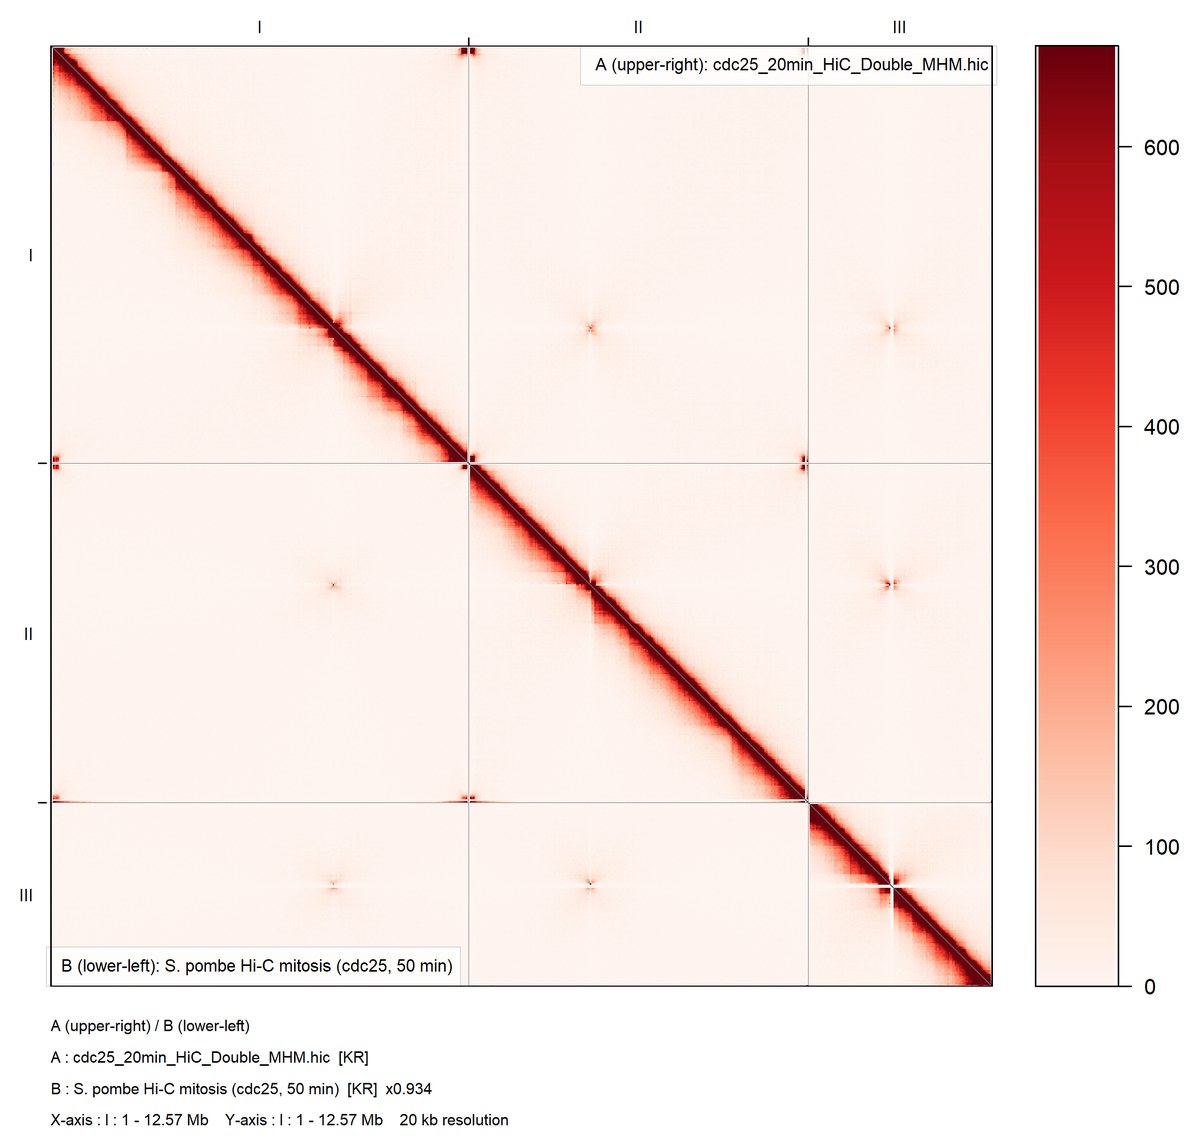 I II III
A (upper-right): cdc25_20min_HiC_Double_MHM.hic
600
I
500
400
300
II
200
100
III
B (lower-left): S. pombe Hi-C mitosis (cdc25, 50 min)
0
A (upper-right) / B (lower-left)
A : cdc25_20min_HiC_Double_MHM.hic [KR]
B : S. pombe Hi-C mitosis (cdc25, 50 min) [KR] x0.934
X-axis : I : 1 - 12.57 Mb Y-axis : I : 1 - 12.57 Mb 20 kb resolution